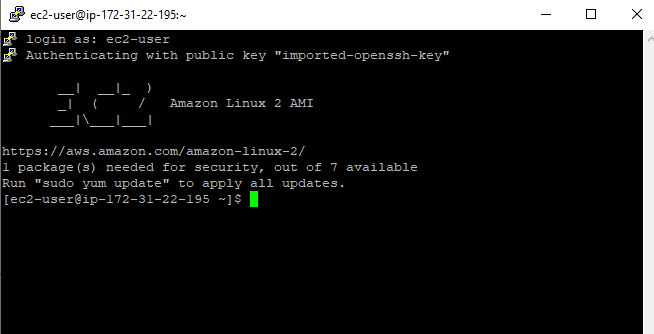 ec2-user@ip-172-31-22-195:~
login as: ec2-user
Authenticating with public key "imported-openssh-key"
       __|  __|_  )
       _|  (     /   Amazon Linux 2 AMI
      ___|\___|___|
https://aws.amazon.com/amazon-linux-2/
1 package(s) needed for security, out of 7 available
Run "sudo yum update" to apply all updates.
[ec2-user@ip-172-31-22-195 ~]$